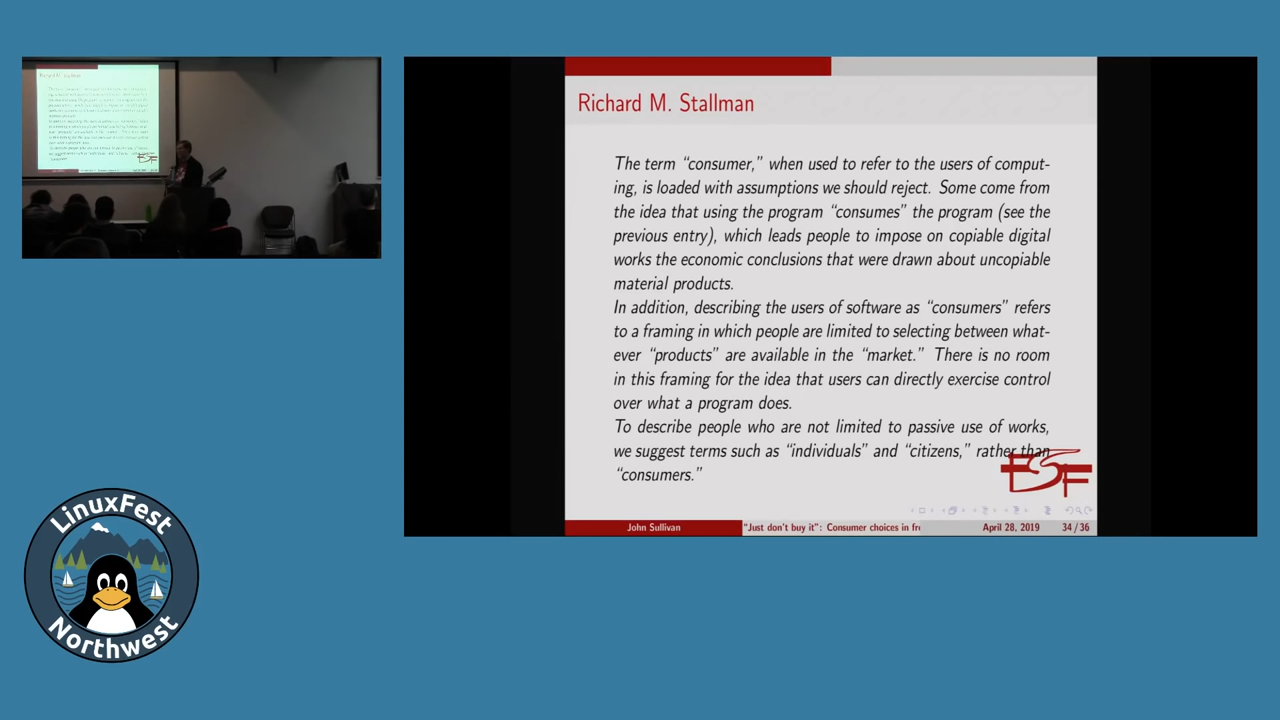 Richard M. Stallman
The term “consumer,” when used to refer to the users of comput-
ing, is loaded with assumptions we should reject. Some come from
the idea that using the program “consumes” the program (see the
previous entry), which leads people to impose on copiable digital
works the economic conclusions that were drawn about uncopiable
material products.
In addition, describing the users of software as “consumers” refers
to a framing in which people are limited to selecting between what-
ever “products” are available in the “market.” There is no room
in this framing for the idea that users can directly exercise control
over what a program does.
To describe people who are not limited to passive use of works,
we suggest terms such as “individuals” and “citizens,” rather than
“consumers.”
FSF
John Sullivan
"Just don't buy it": Consumer choices in fr
April 28, 2019
34 / 36
LinuxFest
Northwest